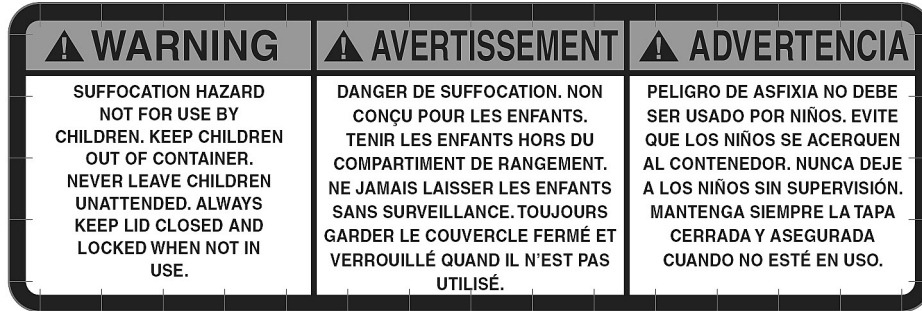 WARNING
SUFFOCATION HAZARD
NOT FOR USE BY
CHILDREN. KEEP CHILDREN
OUT OF CONTAINER.
NEVER LEAVE CHILDREN
UNATTENDED. ALWAYS
KEEP LID CLOSED AND
LOCKED WHEN NOT IN
USE.
AVERTISSEMENT
DANGER DE SUFFOCATION. NON
CONÇU POUR LES ENFANTS.
TENIR LES ENFANTS HORS DU
COMPARTIMENT DE RANGEMENT.
NE JAMAIS LAISSER LES ENFANTS
SANS SURVEILLANCE. TOUJOURS
GARDER LE COUVERCLE FERMÉ ET
VERROUILLÉ QUAND IL N'EST PAS
UTILISÉ.
ADVERTENCIA
PELIGRO DE ASFIXIA NO DEBE
SER USADO POR NIÑOS. EVITE
QUE LOS NIÑOS SE ACERQUEN
AL CONTENEDOR. NUNCA DEJE
A LOS NIÑOS SIN SUPERVISIÓN.
MANTENGA SIEMPRE LA TAPA
CERRADA Y ASEGURADA
CUANDO NO ESTÉ EN USO.